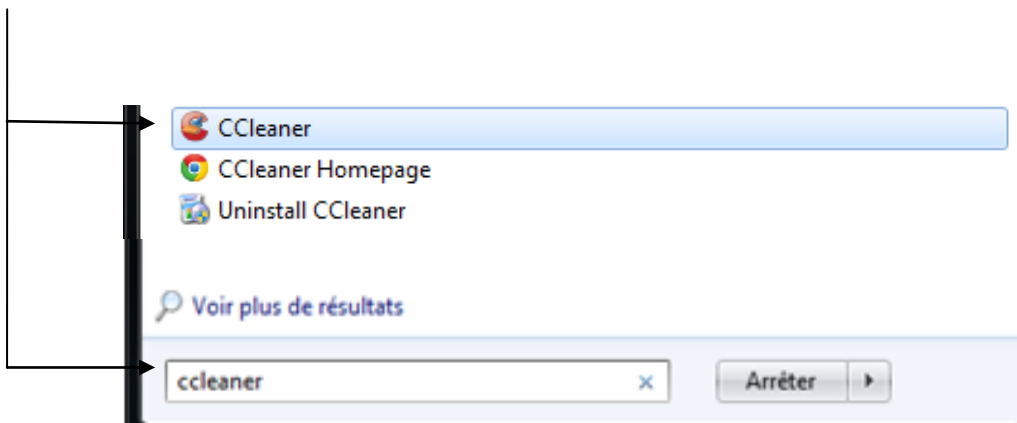 CCleaner
CCleaner Homepage
Uninstall CCleaner
Voir plus de résultats
ccleaner
Arrêter